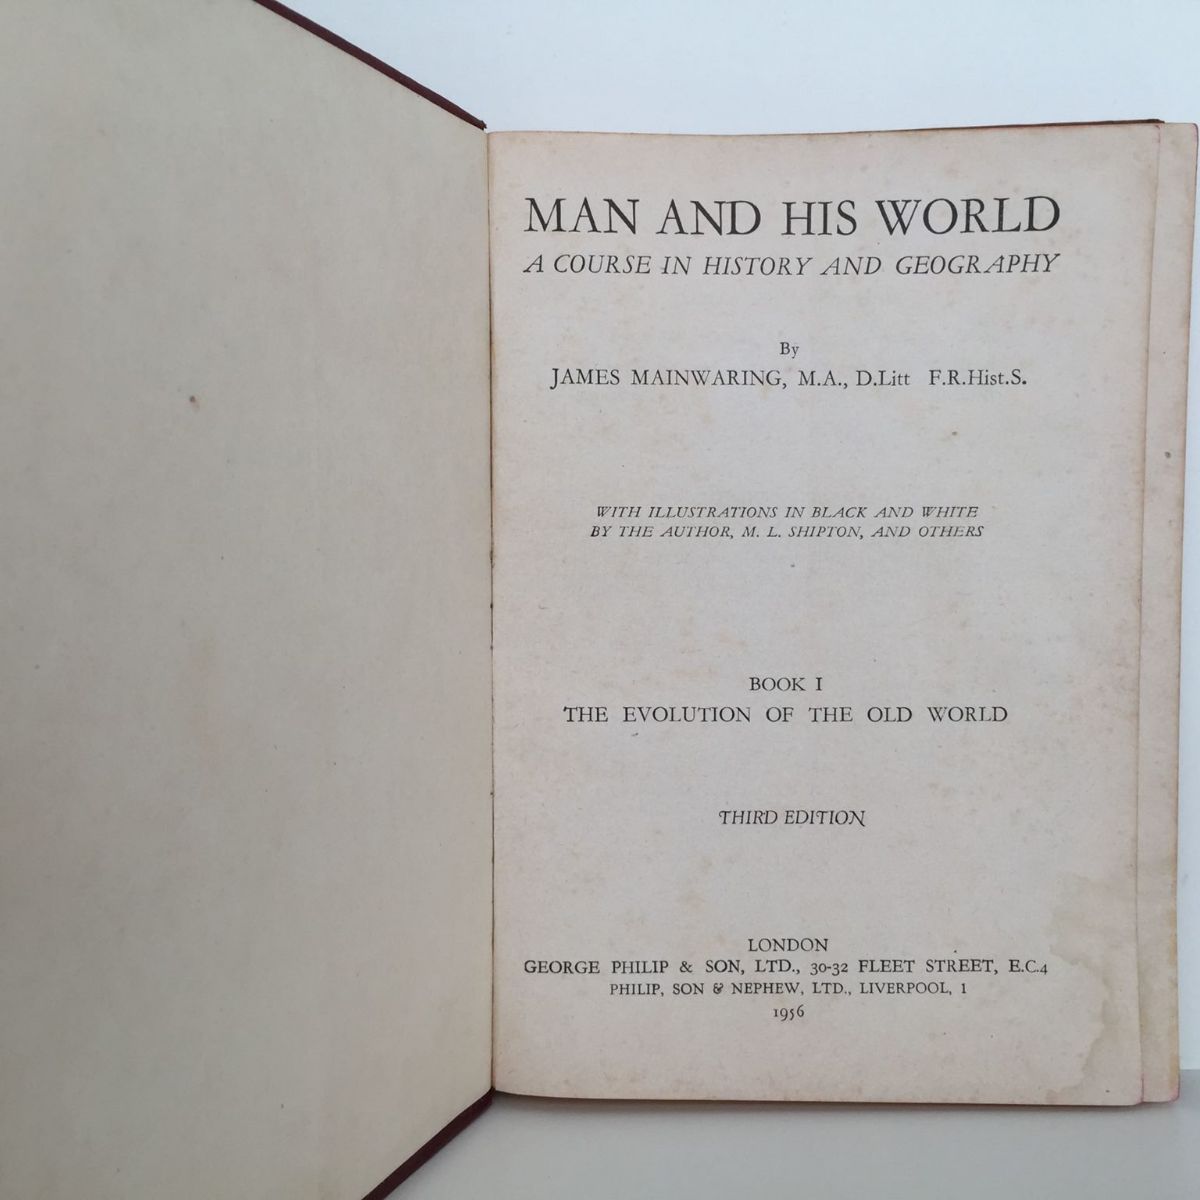 MAN AND HIS WORLD
A COURSE IN HISTORY AND GEOGRAPHY
By
JAMES MAINWARING, M.A., D.Litt F.R.Hist.S.
WITH ILLUSTRATIONS IN BLACK AND WHITE
BY THE AUTHOR, M. L. SHIPTON, AND OTHERS
BOOK I
THE EVOLUTION OF THE OLD WORLD
THIRD EDITION
LONDON
GEORGE PHILIP & SON, LTD., 30-32 FLEET STREET, E.C.4
PHILIP, SON & NEPHEW, LTD., LIVERPOOL, 1
1956